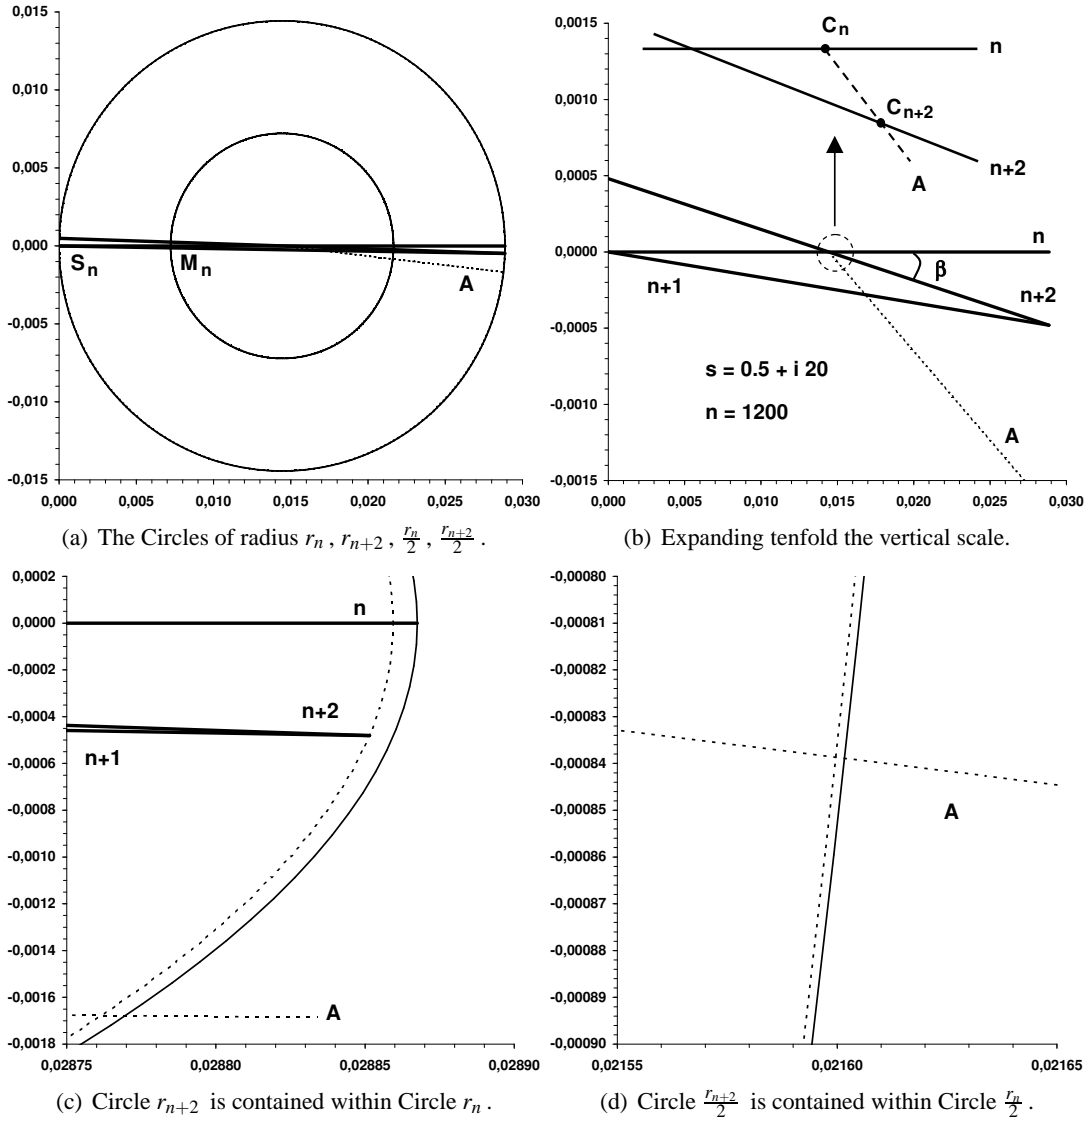 0,015
0,010
0,005
0,000
-0,005
-0,010
-0,015
0,000 0,005 0,010 0,015 0,020 0,025 0,030
S n
M n
A
(a) The Circles of radius r_n , r_{n+2} , \frac{r_n}{2} , \frac{r_{n+2}}{2} .
0,0015
0,0010
0,0005
0,0000
-0,0005
-0,0010
-0,0015
0,000 0,005 0,010 0,015 0,020 0,025 0,030
C n
n
C n+2
n+2
A
n
β
n+1
n+2
s = 0.5 + i 20
n = 1200
A
(b) Expanding tenfold the vertical scale.
0,0002
0,0000
-0,0002
-0,0004
-0,0006
-0,0008
-0,0010
-0,0012
-0,0014
-0,0016
-0,0018
0,02875 0,02880 0,02885 0,02890
n
n+2
n+1
A
(c) Circle r_{n+2} is contained within Circle r_n .
-0,00080
-0,00081
-0,00082
-0,00083
-0,00084
-0,00085
-0,00086
-0,00087
-0,00088
-0,00089
-0,00090
0,02155 0,02160 0,02165
A
(d) Circle \frac{r_{n+2}}{2} is contained within Circle \frac{r_n}{2} .